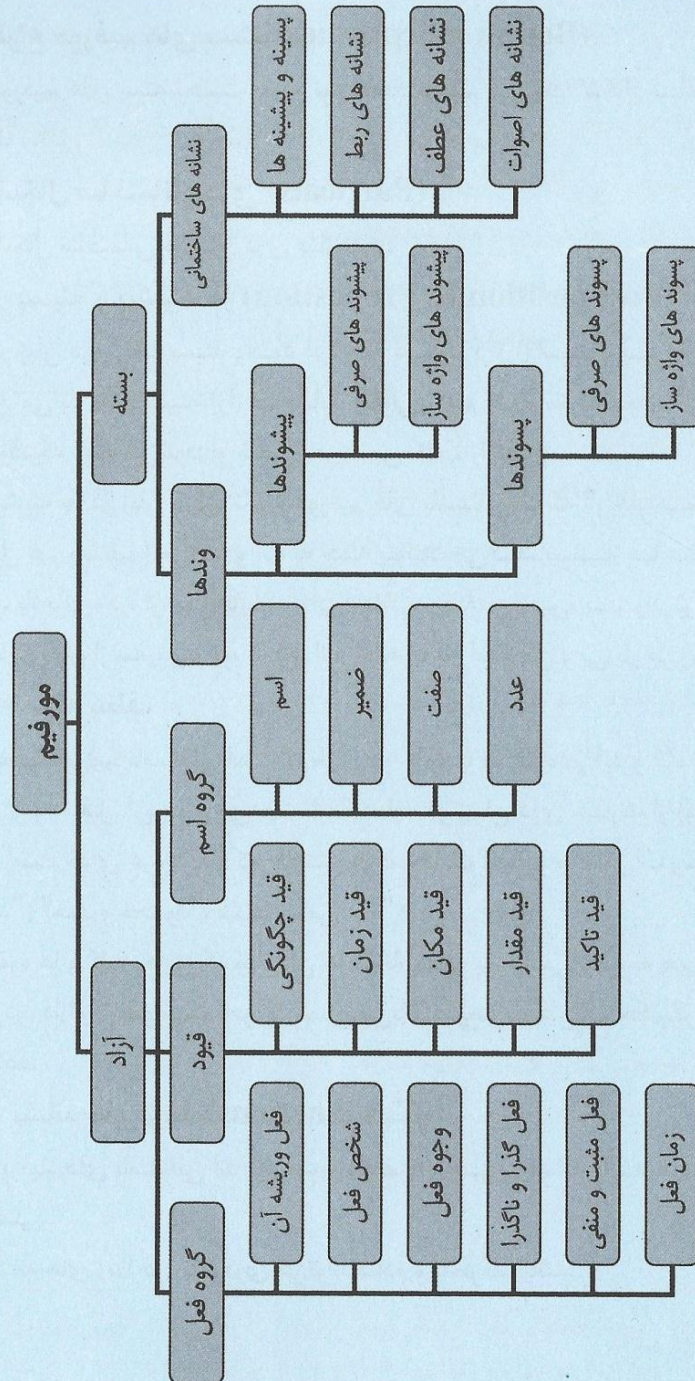 مورفیم
آزاد
بسته
گروه فعل
فعل وریشه آن
شخص فعل
وجوه فعل
فعل گذرا و ناگذرا
فعل مثبت و منفی
زمان فعل
قیود
قید چگونگی
قید زمان
قید مکان
قید مقدار
قید تاکید
گروه اسم
اسم
ضمیر
صفت
عدد
وندها
پیشوندها
پیشوند های صرفی
پیشوند های واژه ساز
پسوندها
پسوند های صرفی
پسوند های واژه ساز
نشانه های ساختمانی
پسینه و پیشینه ها
نشانه های ربط
نشانه های عطف
نشانه های اصوات